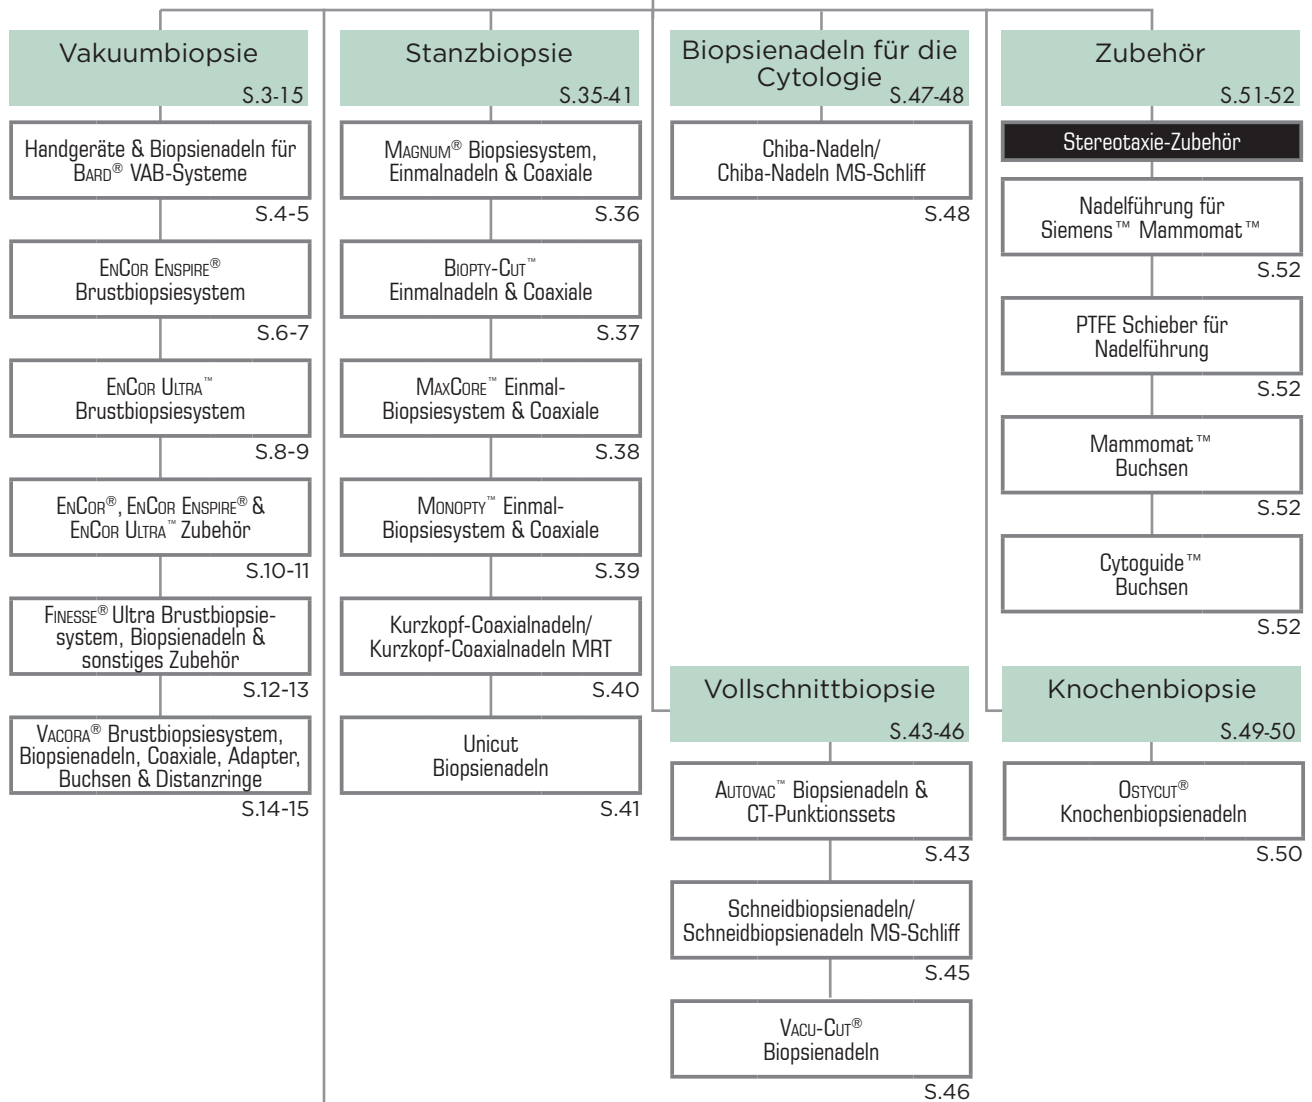 Vakuumbiopsie
S.3-15
Handgeräte & Biopsienadeln für
BARD® VAB-Systeme
S.4-5
ENCOR ENSPIRE®
Brustbiopsiesystem
S.6-7
ENCOR ULTRA™
Brustbiopsiesystem
S.8-9
ENCOR®, ENCOR ENSPIRE® &
ENCOR ULTRA™ Zubehör
S.10-11
FINESSE® Ultra Brustbiopsie-
system, Biopsienadeln &
sonstiges Zubehör
S.12-13
VACORA® Brustbiopsiesystem,
Biopsienadeln, Coaxiale, Adapter,
Buchsen & Distanzringe
S.14-15
Stanzbiopsie
S.35-41
MAGNUM® Biopsiesystem,
Einmalnadeln & Coaxiale
S.36
BIOPTY-CUT™
Einmalnadeln & Coaxiale
S.37
MAXCORE™ Einmal-
Biopsiesystem & Coaxiale
S.38
MONOPTY™ Einmal-
Biopsiesystem & Coaxiale
S.39
Kurzkopf-Coaxialnadeln/
Kurzkopf-Coaxialnadeln MRT
S.40
Unicut
Biopsienadeln
S.41
Biopsienadeln für die
Cytologie
S.47-48
Chiba-Nadeln/
Chiba-Nadeln MS-Schliff
S.48
Vollschnittbiopsie
S.43-46
AUTOVAC™ Biopsienadeln &
CT-Punktionssets
S.43
Schneidbiopsienadeln/
Schneidbiopsienadeln MS-Schliff
S.45
VACU-CUT®
Biopsienadeln
S.46
Zubehör
S.51-52
Stereotaxie-Zubehör
Nadelführung für
Siemens™ Mammomat™
S.52
PTFE Schieber für
Nadelführung
S.52
Mammomat™
Buchsen
S.52
Cytoguide™
Buchsen
S.52
Knochenbiopsie
S.49-50
OSTYCUT®
Knochenbiopsienadeln
S.50